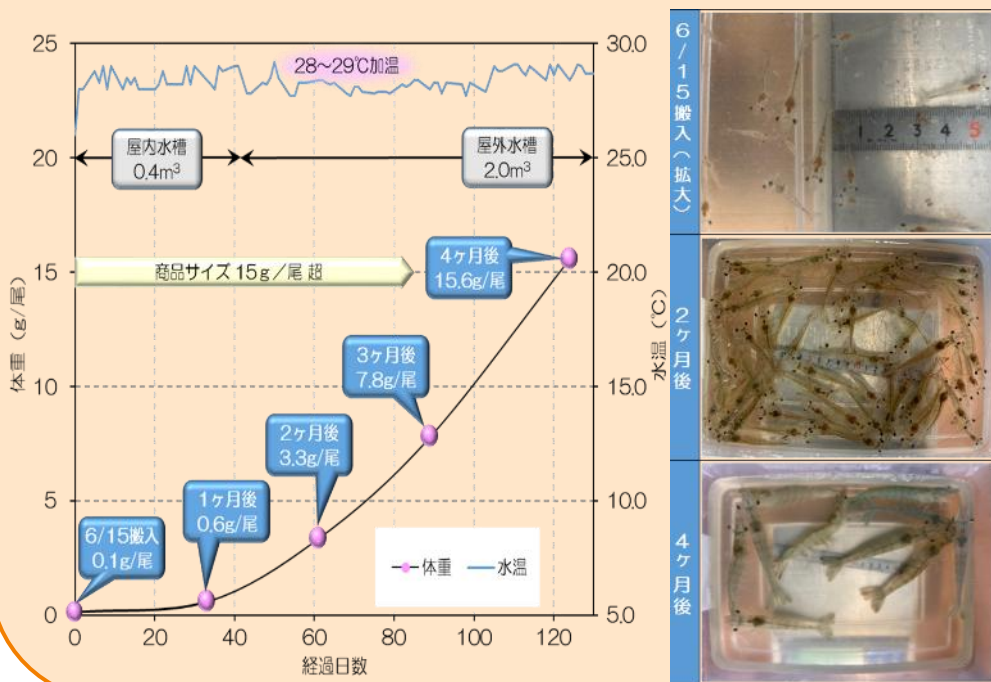 25
20
15
10
5
0
体重（g/尾）
30.0
25.0
20.0
15.0
10.0
5.0
水温（℃）
0
20
40
60
80
100
120
経過日数
28～29℃加温
屋内水槽
0.4m³
屋外水槽
2.0m³
商品サイズ 15g／尾 超
4ヶ月後
15.6g/尾
3ヶ月後
7.8g/尾
2ヶ月後
3.3g/尾
1ヶ月後
0.6g/尾
6/15搬入
0.1g/尾
体重
水温
6/15搬入（拡大）
1 2 3 4 5
2ヶ月後
4ヶ月後